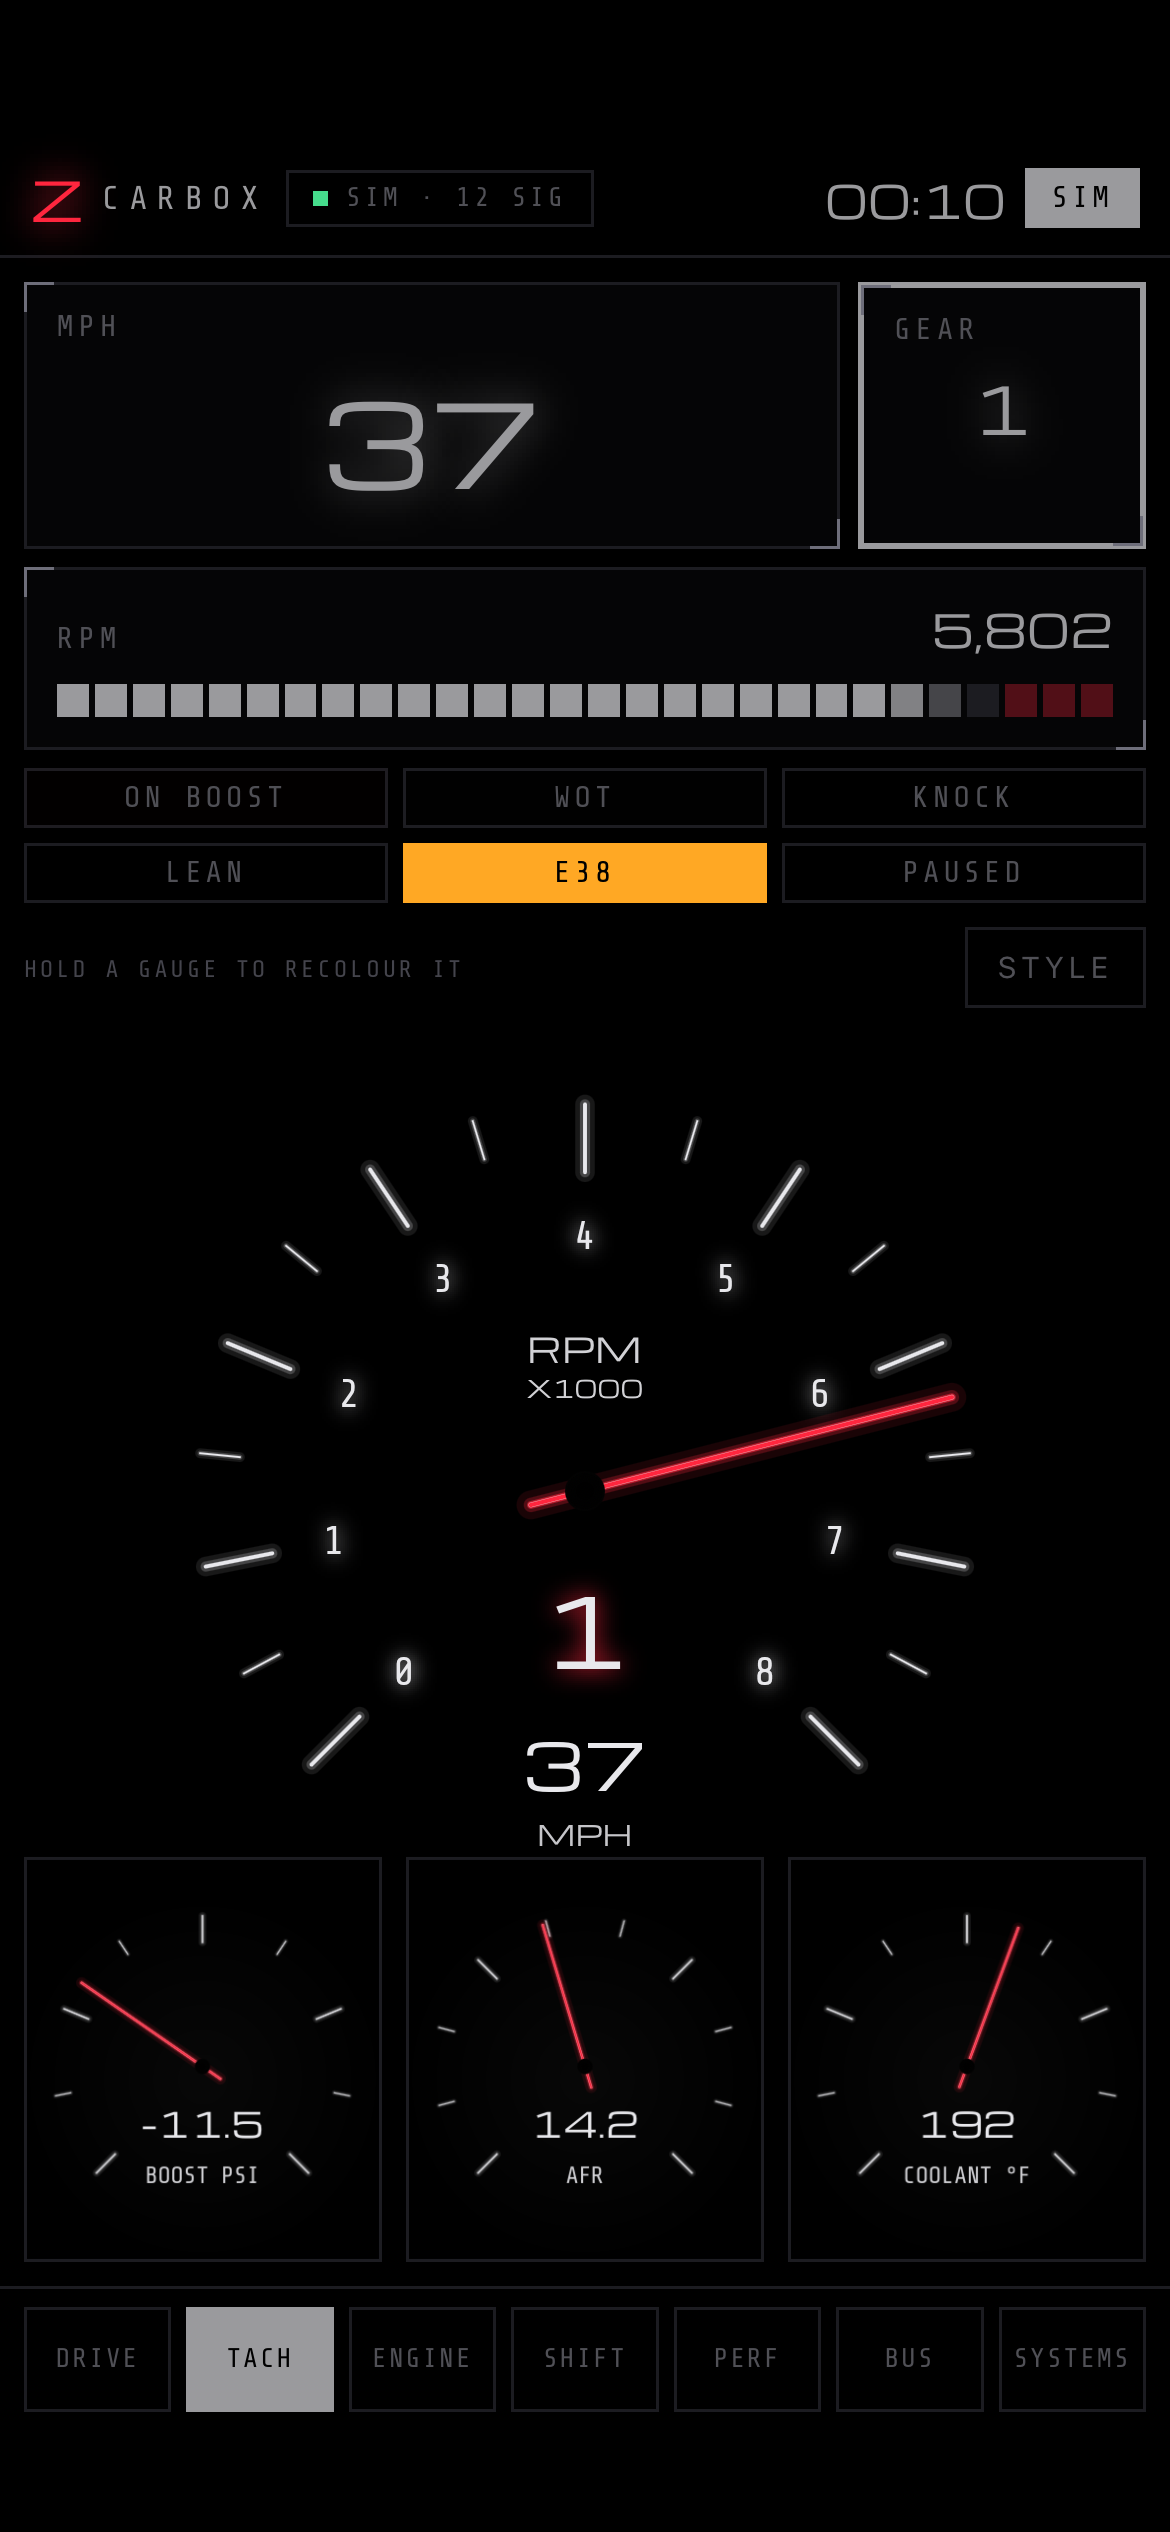 Z CARBOX SIM · 12 SIG 00:10 SIM
MPH
37
GEAR
1
RPM 5,802
ON BOOST WOT KNOCK
LEAN E38 PAUSED
HOLD A GAUGE TO RECOLOUR IT STYLE
4
3 5
RPM
X1000
2 6
1 7
1
0 8
37
MPH
-11.5 14.2 192
BOOST PSI AFR COOLANT °F
DRIVE TACH ENGINE SHIFT PERF BUS SYSTEMS